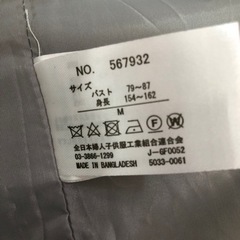 NO. 567932
サイズ
バスト 79~87
身長 154~162
M
全日本婦人子供服工業組合連合会
03-3866-1299 J-GF0052
MADE IN BANGLADESH 5033-0061